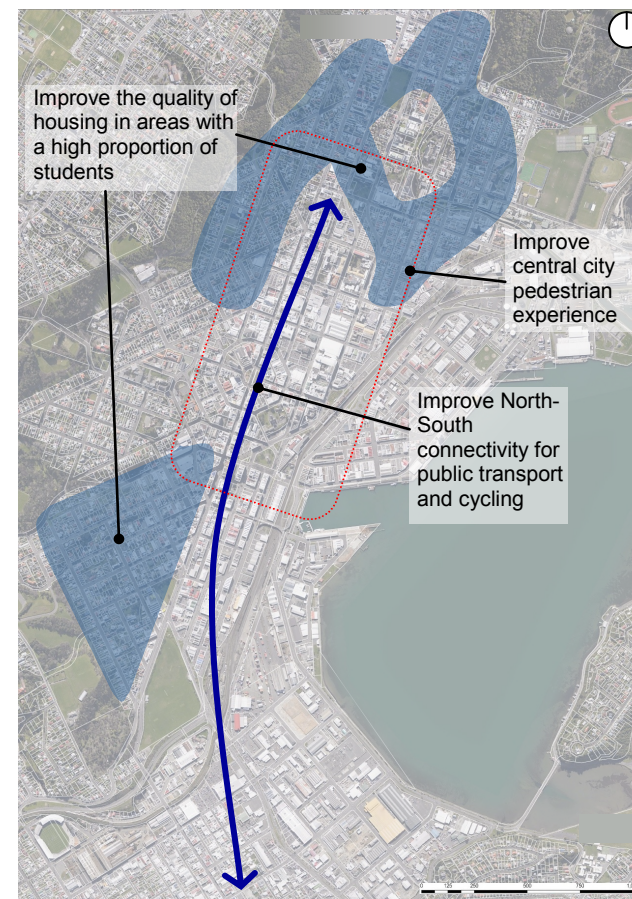 Improve the quality of
housing in areas with
a high proportion of
students
Improve
central city
pedestrian
experience
Improve North-
South
connectivity for
public transport
and cycling
0 125 250 500 750